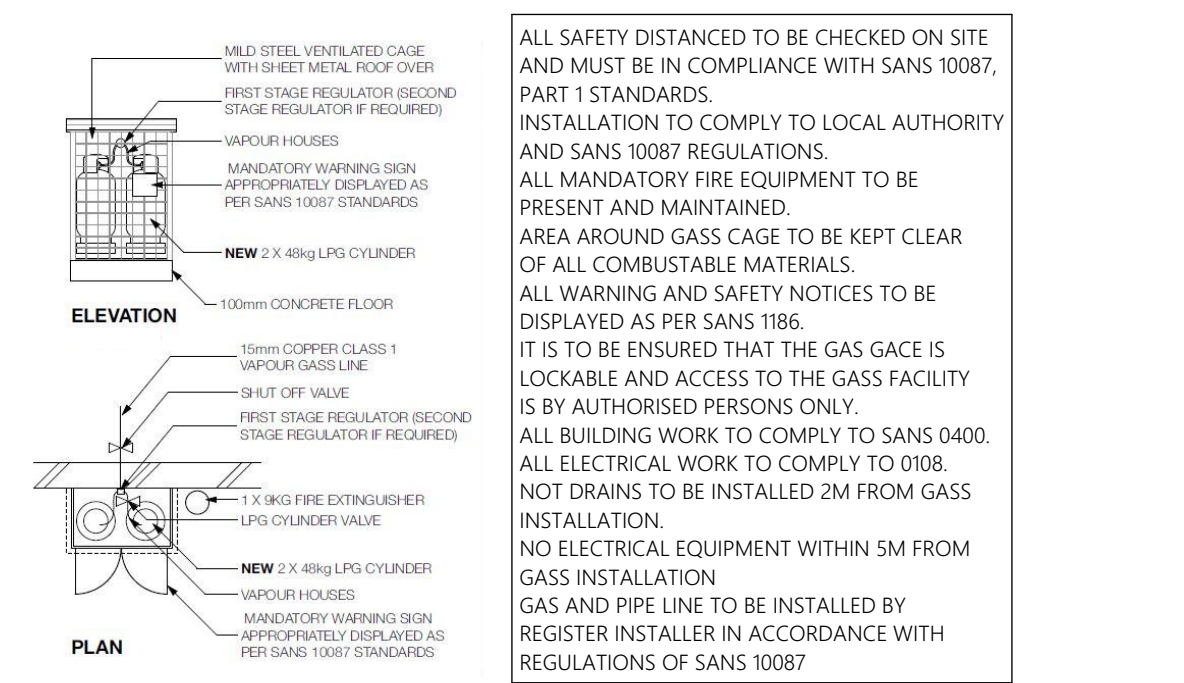 MILD STEEL VENTILATED CAGE
WITH SHEET METAL ROOF OVER
FIRST STAGE REGULATOR (SECOND
STAGE REGULATOR IF REQUIRED)
VAPOUR HOUSES
MANDATORY WARNING SIGN
APPROPRIATELY DISPLAYED AS
PER SANS 10087 STANDARDS
NEW 2 X 48kg LPG CYLINDER
100mm CONCRETE FLOOR
ELEVATION
15mm COPPER CLASS 1
VAPOUR GASS LINE
SHUT OFF VALVE
FIRST STAGE REGULATOR (SECOND
STAGE REGULATOR IF REQUIRED)
1 X 9KG FIRE EXTINGUISHER
LPG CYLINDER VALVE
NEW 2 X 48kg LPG CYLINDER
VAPOUR HOUSES
MANDATORY WARNING SIGN
APPROPRIATELY DISPLAYED AS
PER SANS 10087 STANDARDS
PLAN
ALL SAFETY DISTANCED TO BE CHECKED ON SITE
AND MUST BE IN COMPLIANCE WITH SANS 10087,
PART 1 STANDARDS.
INSTALLATION TO COMPLY TO LOCAL AUTHORITY
AND SANS 10087 REGULATIONS.
ALL MANDATORY FIRE EQUIPMENT TO BE
PRESENT AND MAINTAINED.
AREA AROUND GASS CAGE TO BE KEPT CLEAR
OF ALL COMBUSTABLE MATERIALS.
ALL WARNING AND SAFETY NOTICES TO BE
DISPLAYED AS PER SANS 1186.
IT IS TO BE ENSURED THAT THE GAS GACE IS
LOCKABLE AND ACCESS TO THE GASS FACILITY
IS BY AUTHORISED PERSONS ONLY.
ALL BUILDING WORK TO COMPLY TO SANS 0400.
ALL ELECTRICAL WORK TO COMPLY TO 0108.
NOT DRAINS TO BE INSTALLED 2M FROM GASS
INSTALLATION.
NO ELECTRICAL EQUIPMENT WITHIN 5M FROM
GASS INSTALLATION
GAS AND PIPE LINE TO BE INSTALLED BY
REGISTER INSTALLER IN ACCORDANCE WITH
REGULATIONS OF SANS 10087